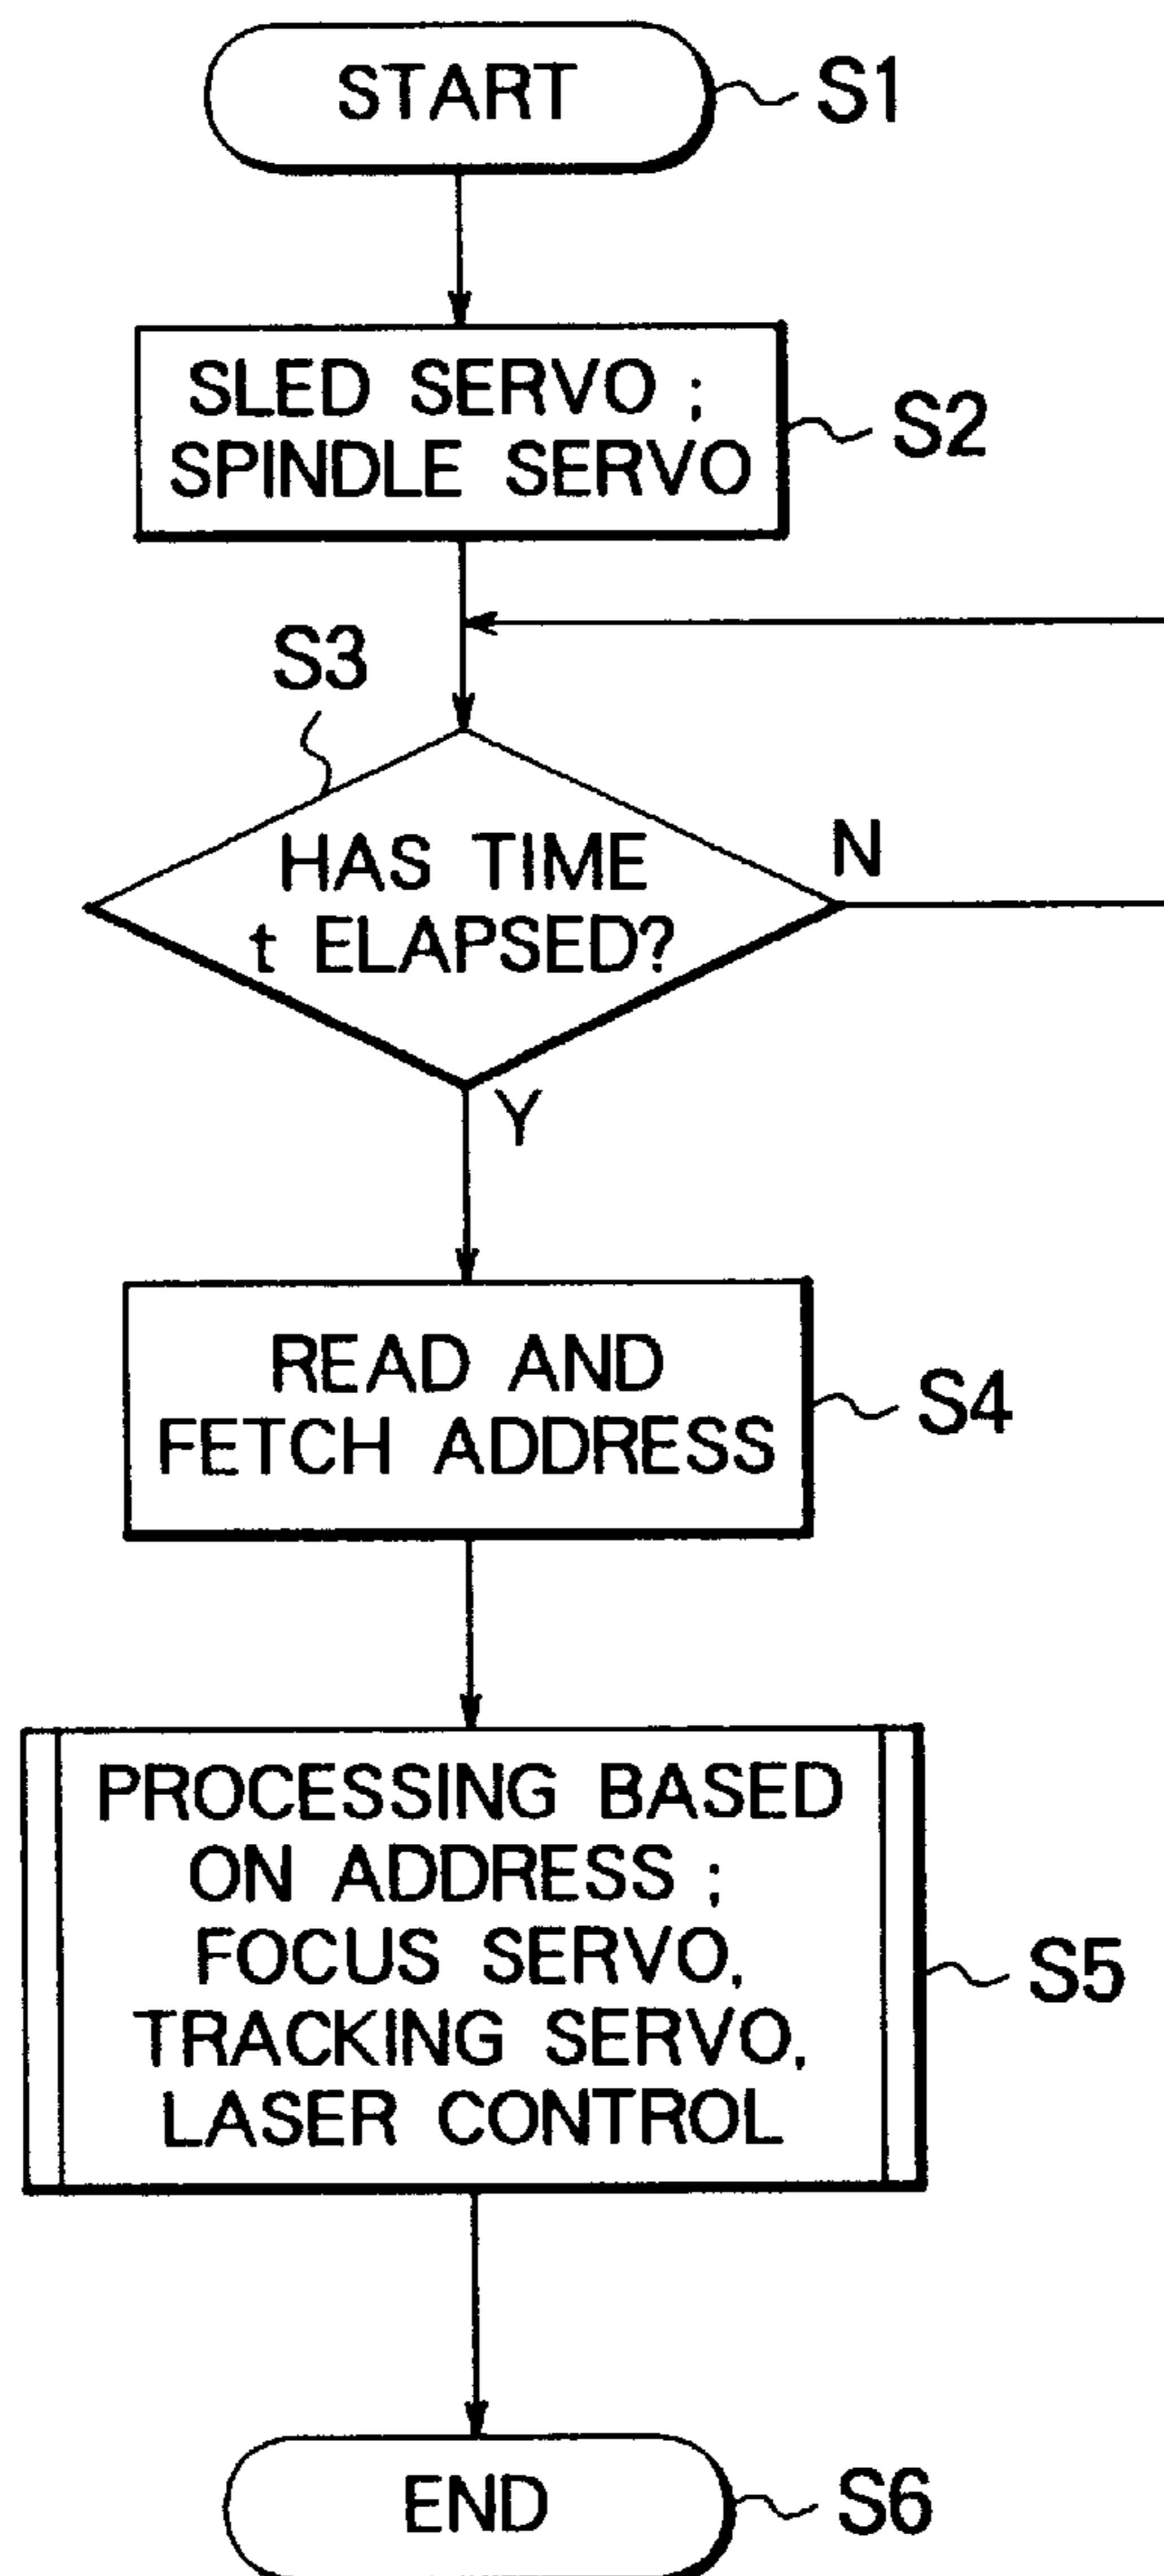 START S1
SLED SERVO ;
SPINDLE SERVO
S2
S3
HAS TIME
t ELAPSED?
N
Y
READ AND
FETCH ADDRESS
S4
PROCESSING BASED
ON ADDRESS ;
FOCUS SERVO,
TRACKING SERVO,
LASER CONTROL
S5
END S6